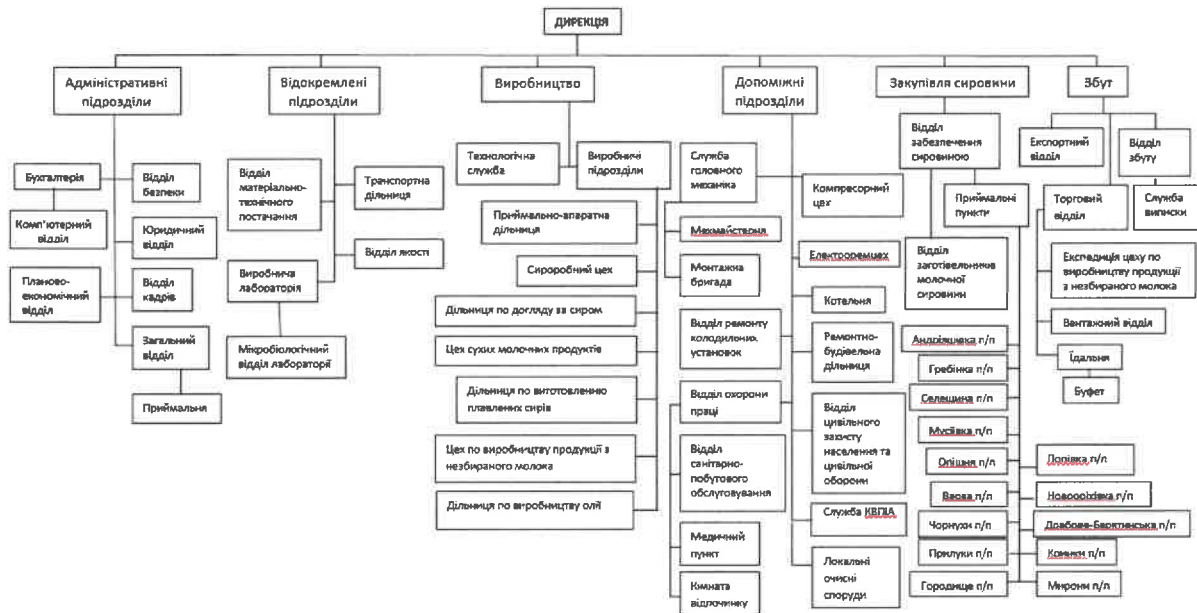 ДИРЕКЦІЯ
Адміністративні
підрозділи
Відокремлені
підрозділи
Виробництво
Допоміжні
підрозділи
Закупівля сировини
Збут
Бухгалтерія
Комп'ютерний
відділ
Планово-
економічний
відділ
Відділ
безпеки
Юридичний
відділ
Відділ
кадрів
Загальний
відділ
Приймальня
Відділ
матеріально-
технічного
постачання
Виробнича
лабораторія
Мікробіологічний
відділ лабораторії
Транспортна
дільниця
Відділ якості
Технологічна
служба
Виробничі
підрозділи
Приймально-апаратна
дільниця
Сироробний цех
Дільниця по догляду за сиром
Цех сухих молочних продуктів
Дільниця по виготовленню
плавлених сирів
Цех по виробництву продукції з
незбираного молока
Дільниця по виробництву олії
Служба
головного
механіка
Мехмайстерня
Монтажна
бригада
Відділ ремонту
холодильних
установок
Відділ охорони
праці
Відділ
санітарно-
побутового
обслуговування
Медичний
пункт
Кімната
відпочинку
Компресорний
цех
Електроремцех
Котельня
Ремонтно-
будівельна
дільниця
Відділ
цивільного
захисту
населення та
цивільної
оборони
Служба КВПіА
Локальні
очисні
споруди
Відділ
забезпечення
сировиною
Приймальні
пункти
Відділ
заготівельників
молочної
сировини
Андріяшівка п/п
Гребінка п/п
Селещина п/п
Мусіївка п/п
Опішня п/п
Чорнухи п/п
Прилуки п/п
Городище п/п
п/п
п/п
п/п
п/п
Мирони п/п
Експортний
відділ
Відділ
збуту
Торговий
відділ
Служба
виписки
Експедиція цеху по
виробництву продукції
з незбираного молока
Вантажний відділ
Їдальня
Буфет